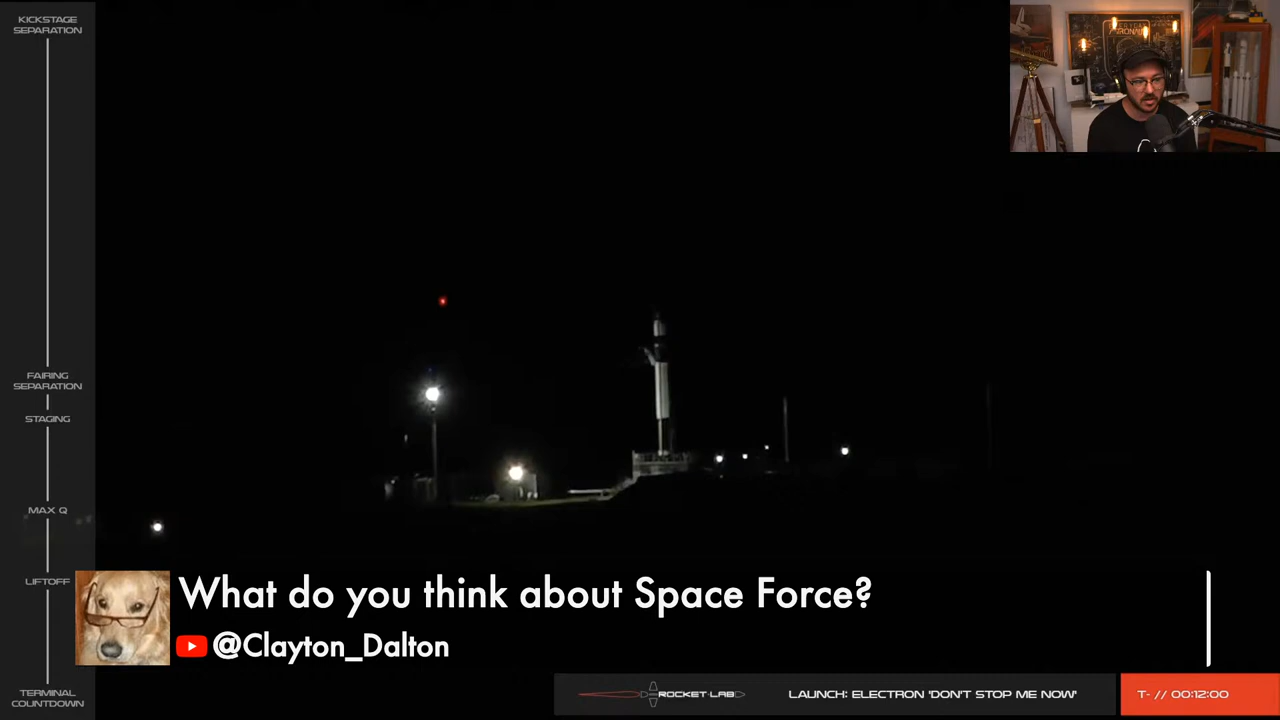 KICKSTAGE
SEPARATION
FAIRING
SEPARATION
STAGING
MAX Q
LIFTOFF
TERMINAL
COUNTDOWN
What do you think about Space Force?
@Clayton_Dalton
ROCKET LAB
LAUNCH: ELECTRON 'DON'T STOP ME NOW'
T- // 00:12:00